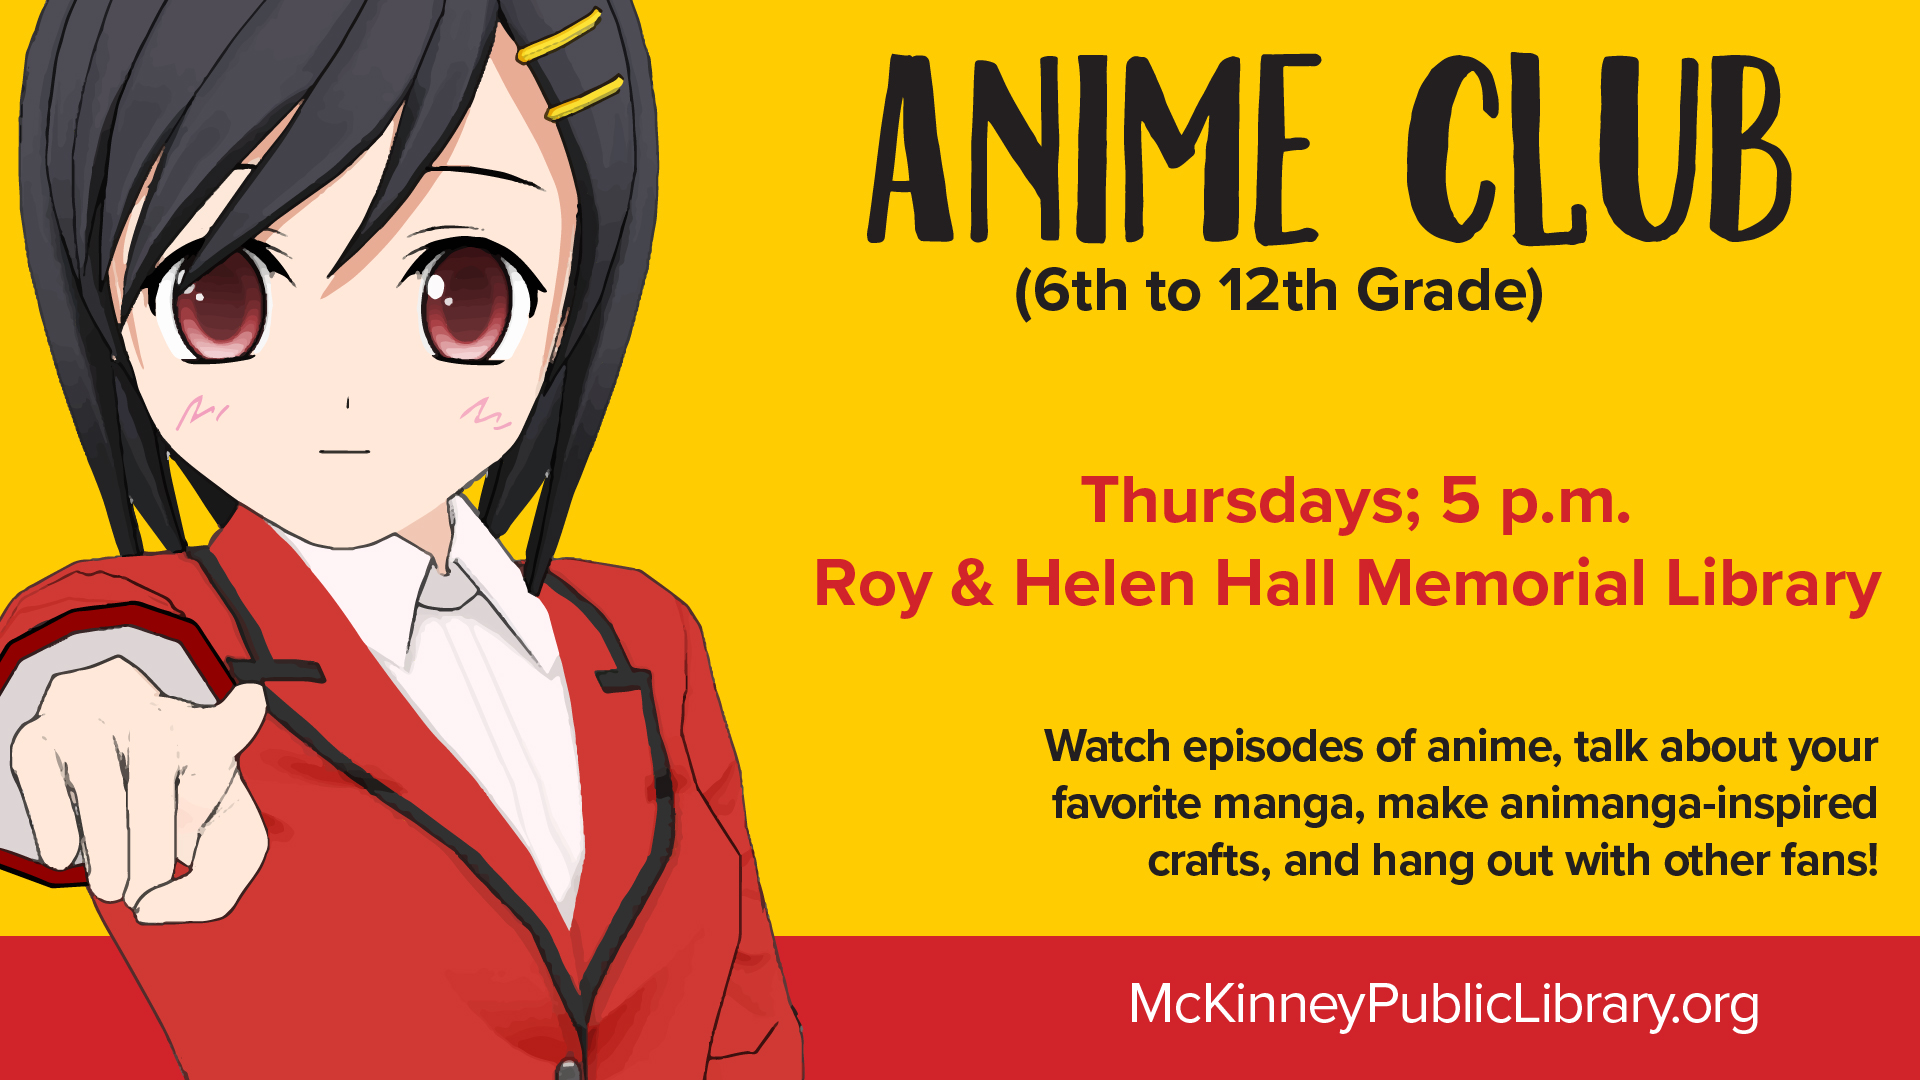 ANIME CLUB
(6th to 12th Grade)
Thursdays; 5 p.m.
Roy & Helen Hall Memorial Library
Watch episodes of anime, talk about your
favorite manga, make animanga-inspired
crafts, and hang out with other fans!
McKinneyPublicLibrary.org